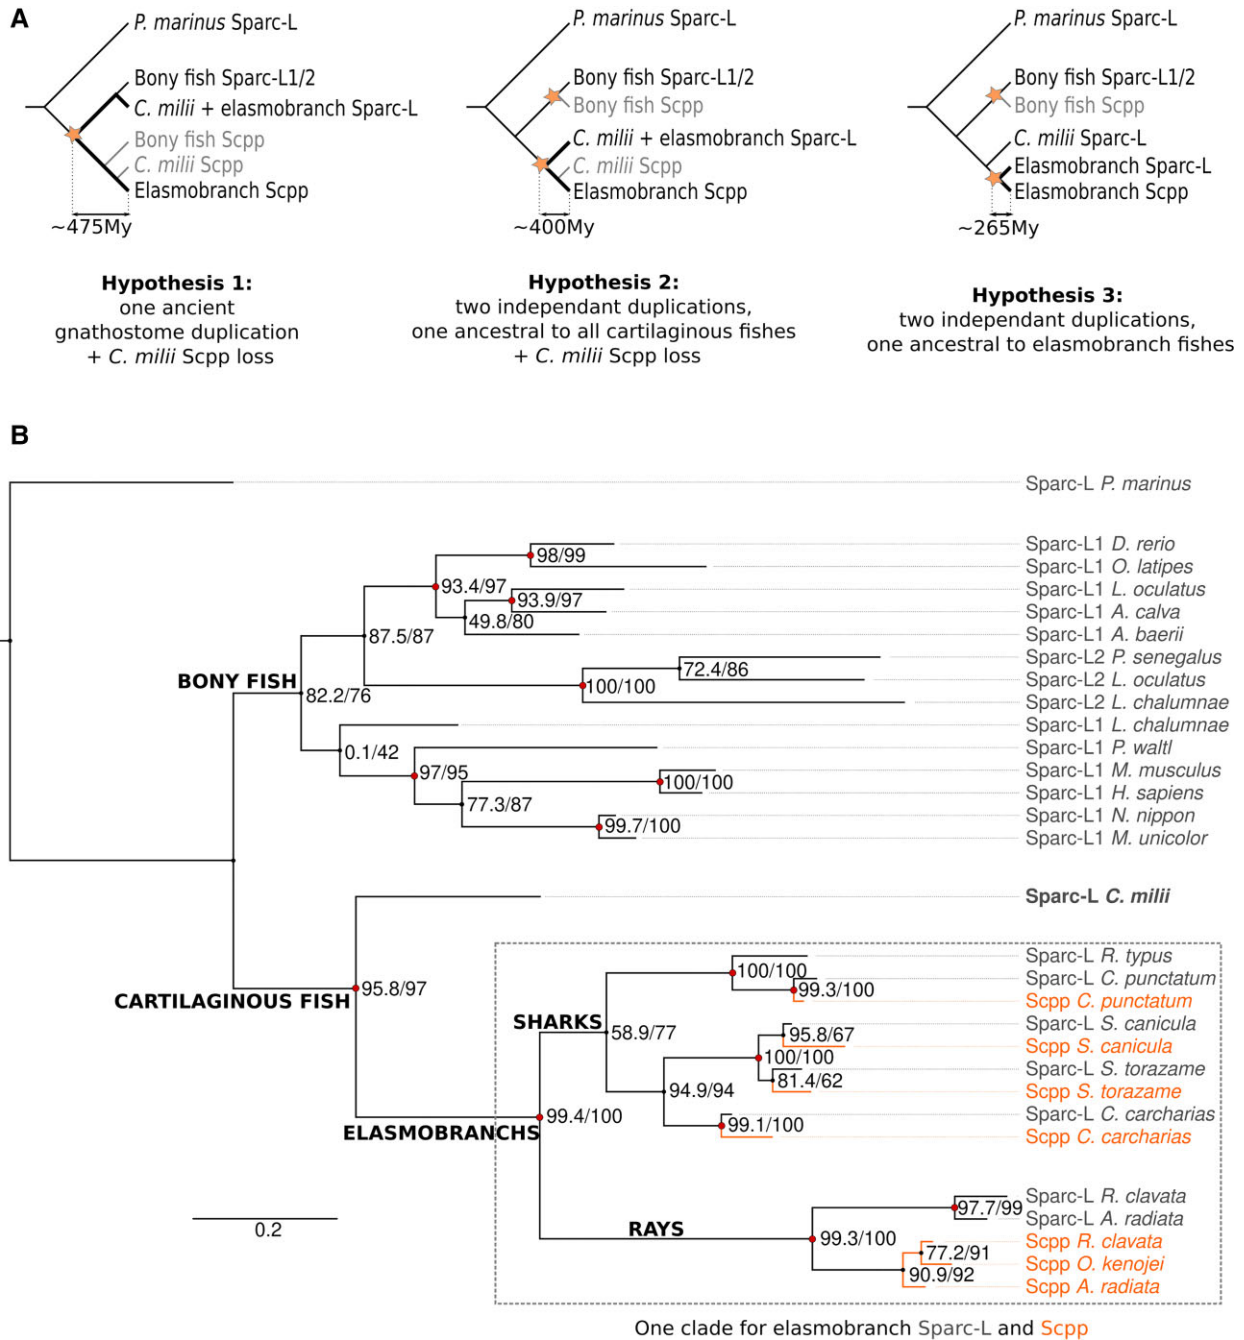 A
P. marinus Sparc-L
Bony fish Sparc-L1/2
C. milii + elasmobranch Sparc-L
Bony fish Scpp
C. milii Scpp
Elasmobranch Scpp
~475My
Hypothesis 1:
one ancient
gnathostome duplication
+ C. milii Scpp loss
P. marinus Sparc-L
Bony fish Sparc-L1/2
Bony fish Scpp
C. milii + elasmobranch Sparc-L
C. milii Scpp
Elasmobranch Scpp
~400My
Hypothesis 2:
two independant duplications,
one ancestral to all cartilaginous fishes
+ C. milii Scpp loss
P. marinus Sparc-L
Bony fish Sparc-L1/2
Bony fish Scpp
C. milii Sparc-L
Elasmobranch Sparc-L
Elasmobranch Scpp
~265My
Hypothesis 3:
two independant duplications,
one ancestral to elasmobranch fishes
B
Sparc-L P. marinus
Sparc-L1 D. rerio
98/99
Sparc-L1 O. latipes
93.4/97
Sparc-L1 L. oculatus
93.9/97
Sparc-L1 A. calva
49.8/80
87.5/87
Sparc-L1 A. baerii
Sparc-L2 P. senegalus
72.4/86
BONY FISH
Sparc-L2 L. oculatus
100/100
82.2/76
Sparc-L2 L. chalumnae
Sparc-L1 L. chalumnae
0.1/42
Sparc-L1 P. waltl
97/95
Sparc-L1 M. musculus
100/100
Sparc-L1 H. sapiens
77.3/87
Sparc-L1 N. nippon
99.7/100
Sparc-L1 M. unicolor
Sparc-L C. milii
95.8/97
CARTILAGINOUS FISH
Sparc-L R. typus
100/100
Sparc-L C. punctatum
99.3/100
Scpp C. punctatum
SHARKS
58.9/77
Sparc-L S. canicula
95.8/67
Scpp S. canicula
100/100
Sparc-L S. torazame
81.4/62
94.9/94
Scpp S. torazame
Sparc-L C. carcharias
99.4/100
99.1/100
ELASMOBRANCHS
Scpp C. carcharias
Sparc-L R. clavata
97.7/99
Sparc-L A. radiata
RAYS
99.3/100
Scpp R. clavata
77.2/91
Scpp O. kenojei
90.9/92
Scpp A. radiata
0.2
One clade for elasmobranch Sparc-L and Scpp